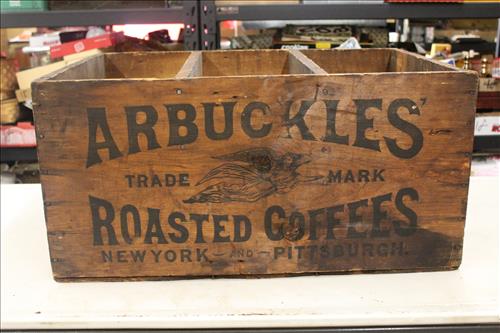 ARBUCKLES'
TRADE MARK
ROASTED COFFEES
NEW YORK - AND - PITTSBURGH.